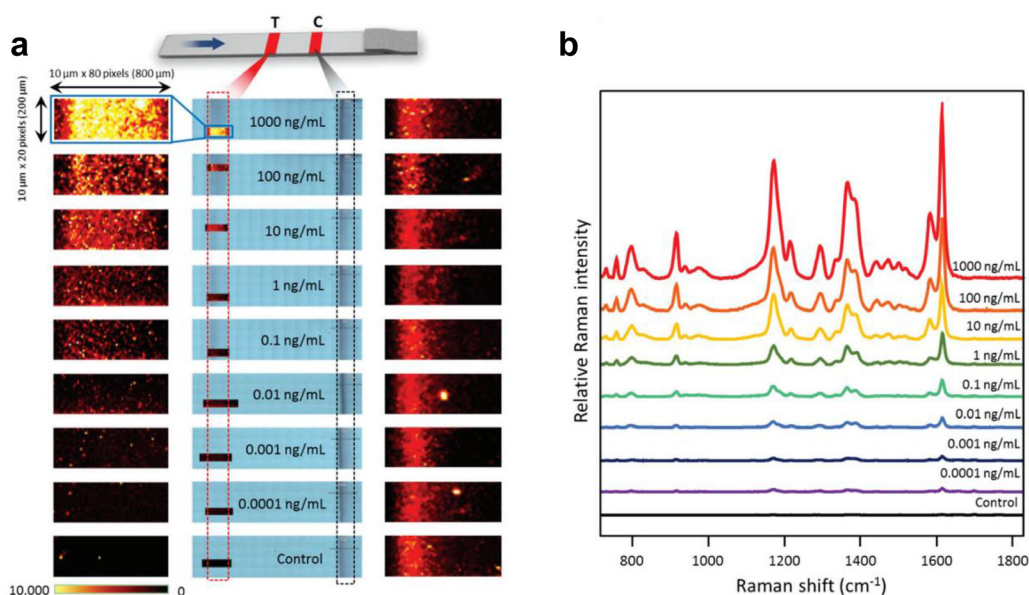 a
T C
10 μm x 80 pixels (800 μm)
10 μm x 20 pixels (200 μm)
1000 ng/mL
100 ng/mL
10 ng/mL
1 ng/mL
0.1 ng/mL
0.01 ng/mL
0.001 ng/mL
0.0001 ng/mL
Control
10.000 0
b
Relative Raman intensity
1000 ng/mL
100 ng/mL
10 ng/mL
1 ng/mL
0.1 ng/mL
0.01 ng/mL
0.001 ng/mL
0.0001 ng/mL
Control
800 1000 1200 1400 1600 1800
Raman shift (cm⁻¹)